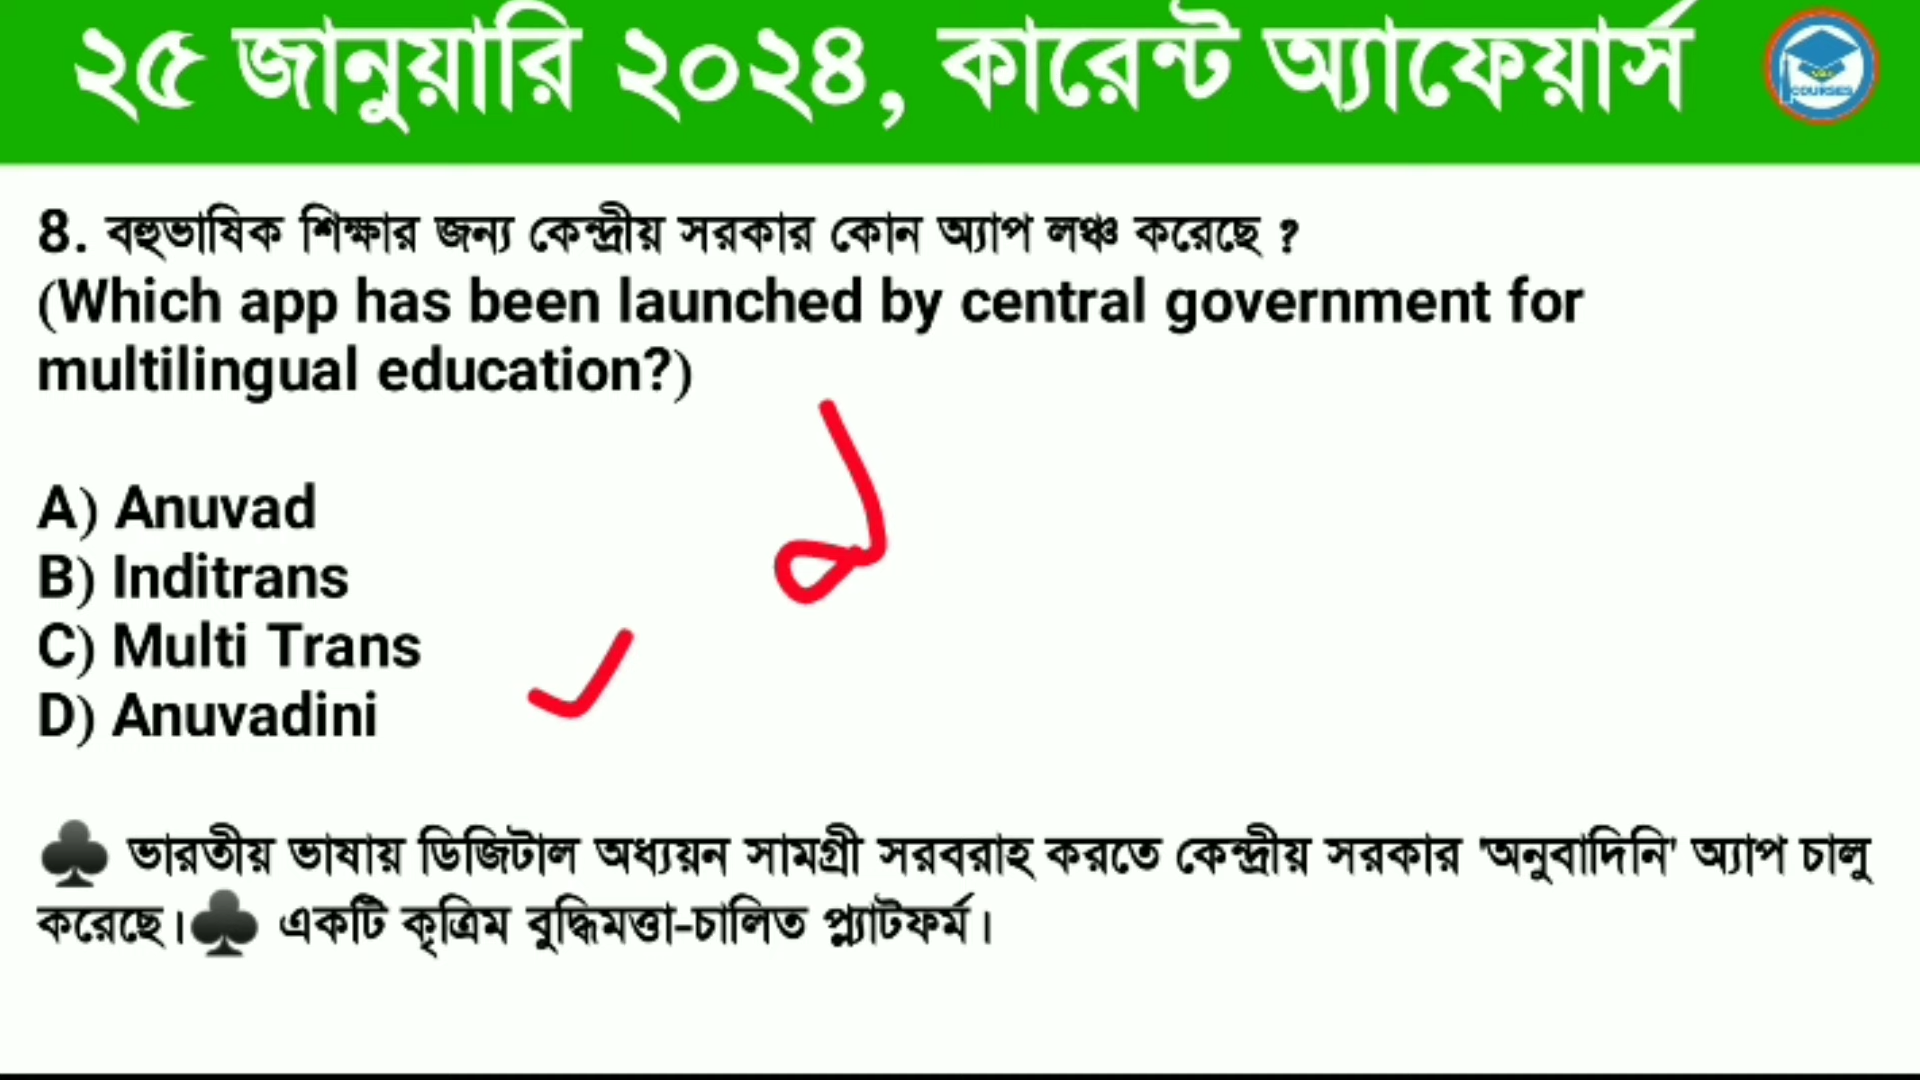 ২৫ জানুয়ারি ২০২৪, কারেন্ট অ্যাফেয়ার্স
COURSES
8. বহুভাষিক শিক্ষার জন্য কেন্দ্রীয় সরকার কোন অ্যাপ লঞ্চ করেছে ?
(Which app has been launched by central government for
multilingual education?)
A) Anuvad
B) Inditrans
C) Multi Trans
D) Anuvadini
♣ ভারতীয় ভাষায় ডিজিটাল অধ্যয়ন সামগ্রী সরবরাহ করতে কেন্দ্রীয় সরকার 'অনুবাদিনি' অ্যাপ চালু
করেছে।♣ একটি কৃত্রিম বুদ্ধিমত্তা-চালিত প্ল্যাটফর্ম।